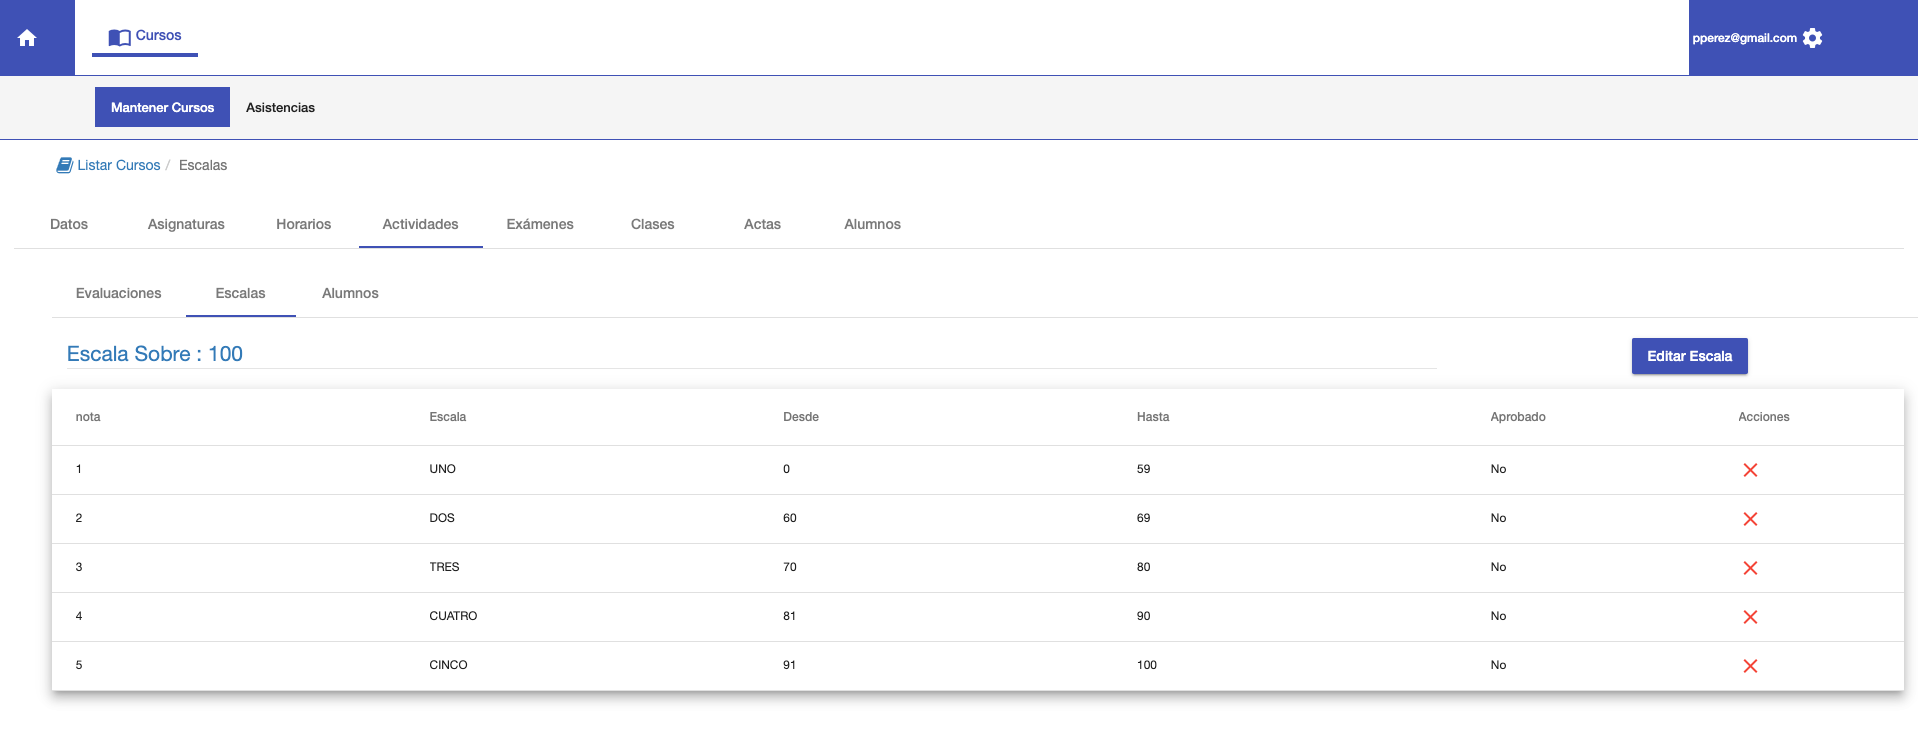 Cursos
pperez@gmail.com
Mantener Cursos Asistencias
Listar Cursos / Escalas
Datos Asignaturas Horarios Actividades Exámenes Clases Actas Alumnos
Evaluaciones Escalas Alumnos
Escala Sobre : 100
Editar Escala
nota Escala Desde Hasta Aprobado Acciones
1 UNO 0 59 No
2 DOS 60 69 No
3 TRES 70 80 No
4 CUATRO 81 90 No
5 CINCO 91 100 No